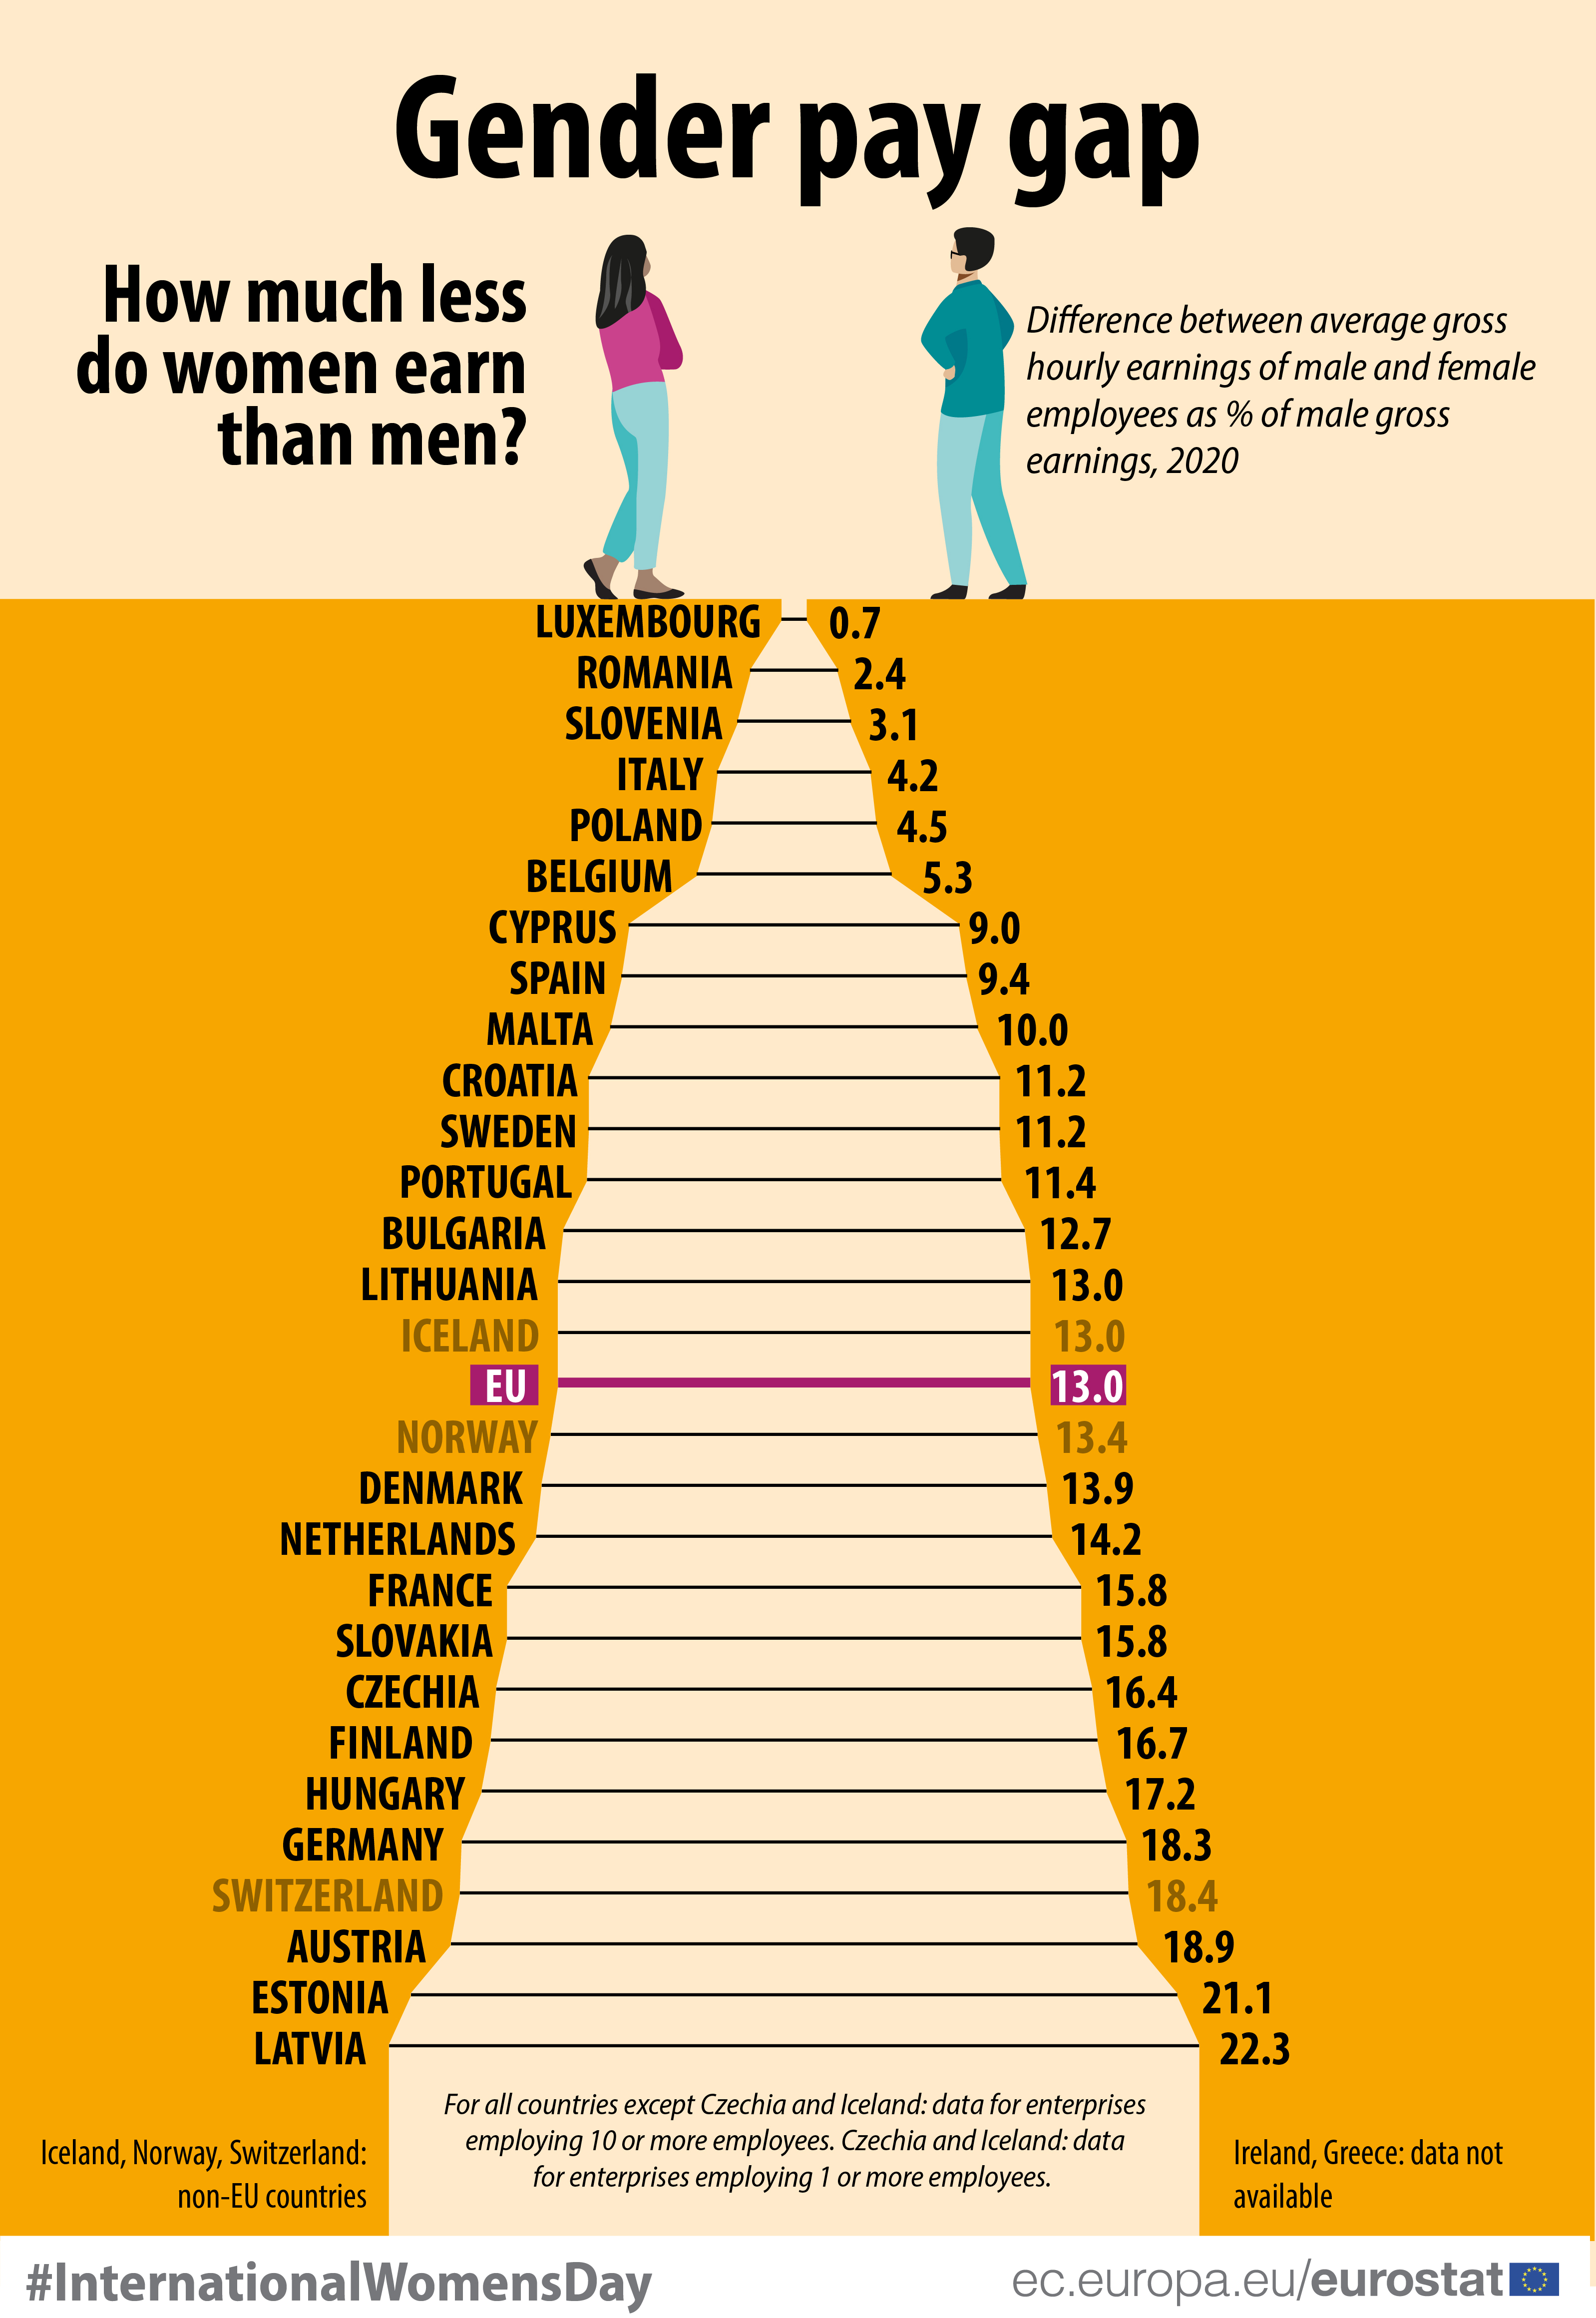 Gender pay gap
How much less
do women earn
than men?
Difference between average gross
hourly earnings of male and female
employees as % of male gross
earnings, 2020
LUXEMBOURG 0.7
ROMANIA 2.4
SLOVENIA 3.1
ITALY 4.2
POLAND 4.5
BELGIUM 5.3
CYPRUS 9.0
SPAIN 9.4
MALTA 10.0
CROATIA 11.2
SWEDEN 11.2
PORTUGAL 11.4
BULGARIA 12.7
LITHUANIA 13.0
ICELAND 13.0
EU 13.0
NORWAY 13.4
DENMARK 13.9
NETHERLANDS 14.2
FRANCE 15.8
SLOVAKIA 15.8
CZECHIA 16.4
FINLAND 16.7
HUNGARY 17.2
GERMANY 18.3
SWITZERLAND 18.4
AUSTRIA 18.9
ESTONIA 21.1
LATVIA 22.3
For all countries except Czechia and Iceland: data for enterprises
employing 10 or more employees. Czechia and Iceland: data
for enterprises employing 1 or more employees.
Iceland, Norway, Switzerland:
non-EU countries
Ireland, Greece: data not
available
#InternationalWomensDay
ec.europa.eu/eurostat